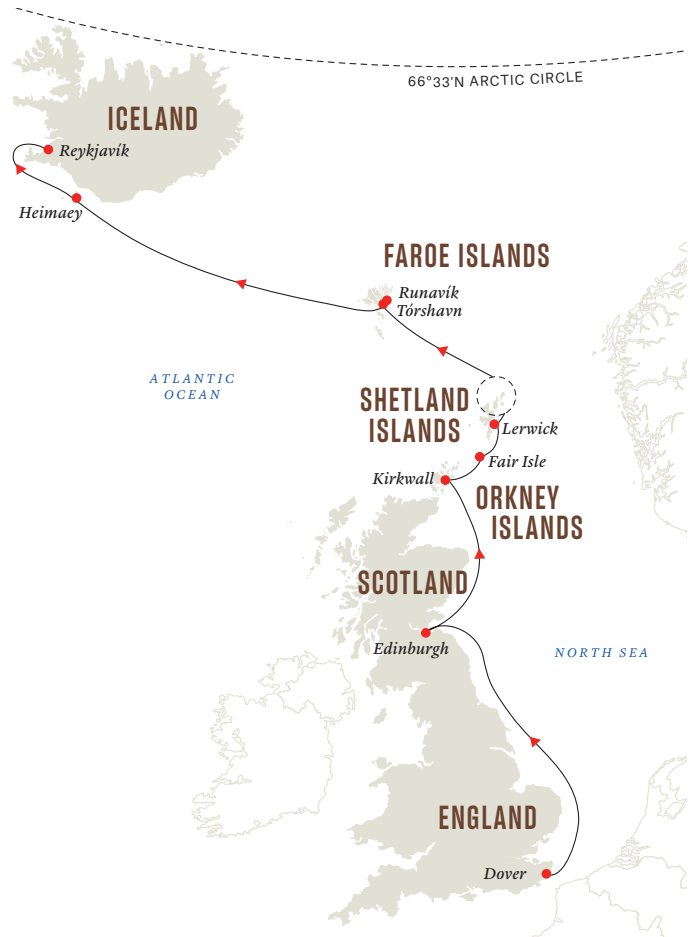 66°33'N ARCTIC CIRCLE
ICELAND
Reykjavík
Heimaey
FAROE ISLANDS
Runavík
Tórshavn
ATLANTIC
OCEAN
SHETLAND
ISLANDS
Lerwick
Fair Isle
Kirkwall
ORKNEY
ISLANDS
SCOTLAND
Edinburgh
NORTH SEA
ENGLAND
Dover